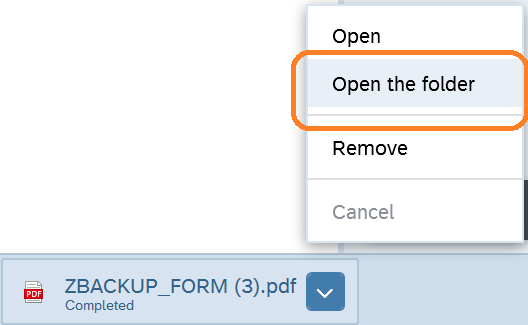 Open
Open the folder
Remove
Cancel
PDF
ZBACKUP_FORM (3).pdf
Completed